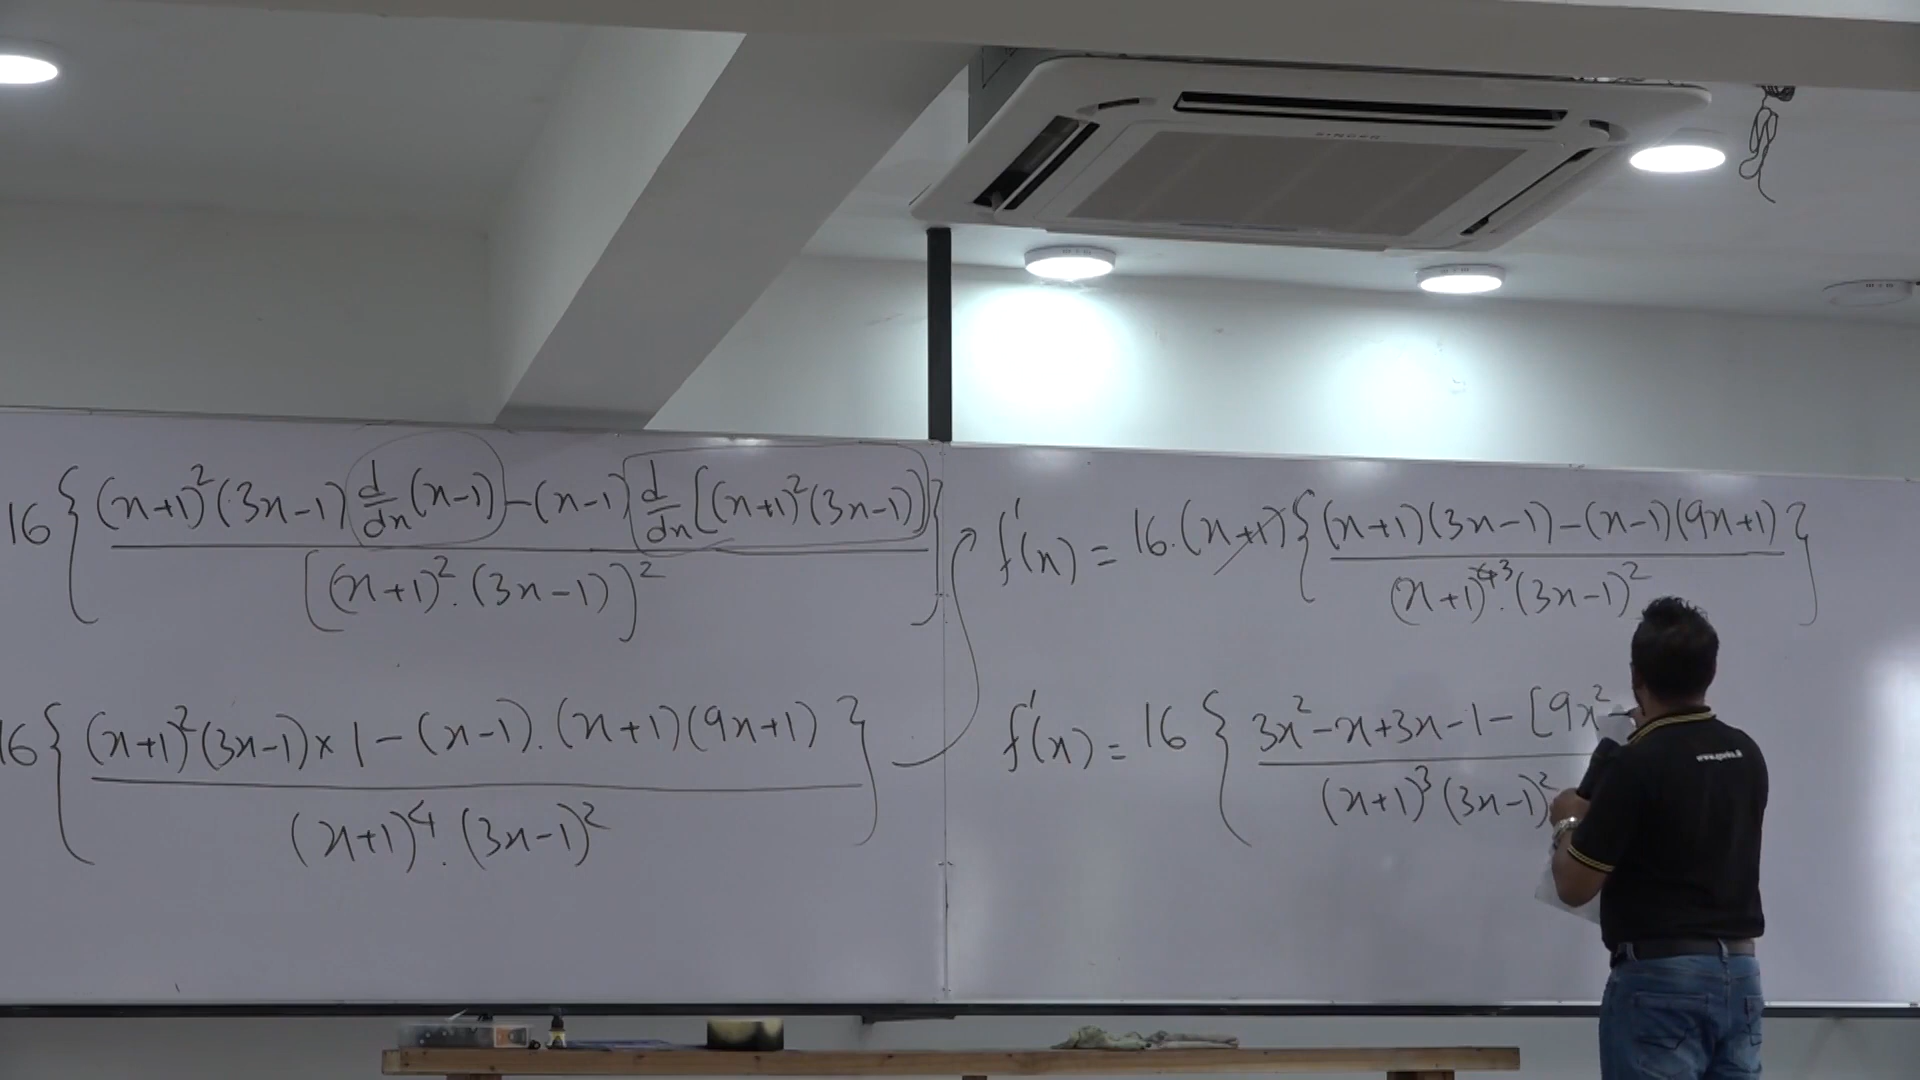 16{ (x+1)²(3x-1) d/dx (x-1) - (x-1) d/dx [(x+1)²(3x-1)] / [(x+1)².(3x-1)]² }
16{ (x+1)²(3x-1)×1 - (x-1).(x+1)(9x+1) / (x+1)⁴.(3x-1)² }
f'(x) = 16.(x+1){ (x+1)(3x-1) - (x-1)(9x+1) / (x+1)⁴³.(3x-1)² }
f'(x) = 16{ 3x²-x+3x-1-[9x² / (x+1)³(3x-1)²
SINGER